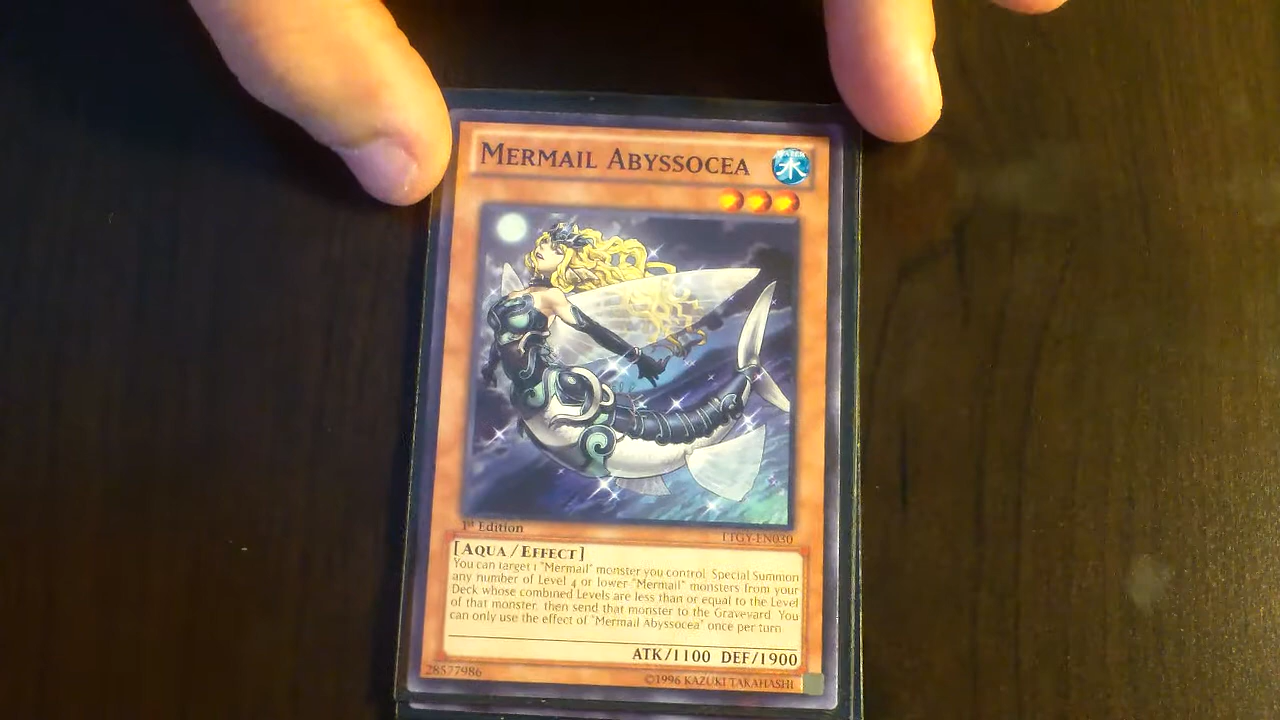 MERMAIL ABYSSOCEA
WATER
水
1st Edition
LTGY-EN030
[AQUA/EFFECT]
You can target 1 "Mermail" monster you control; Special Summon
any number of Level 4 or lower "Mermail" monsters from your
Deck whose combined Levels are less than or equal to the Level
of that monster, then send that monster to the Graveyard. You
can only use the effect of "Mermail Abyssocea" once per turn.
ATK/1100 DEF/1900
28577986
©1996 KAZUKI TAKAHASHI